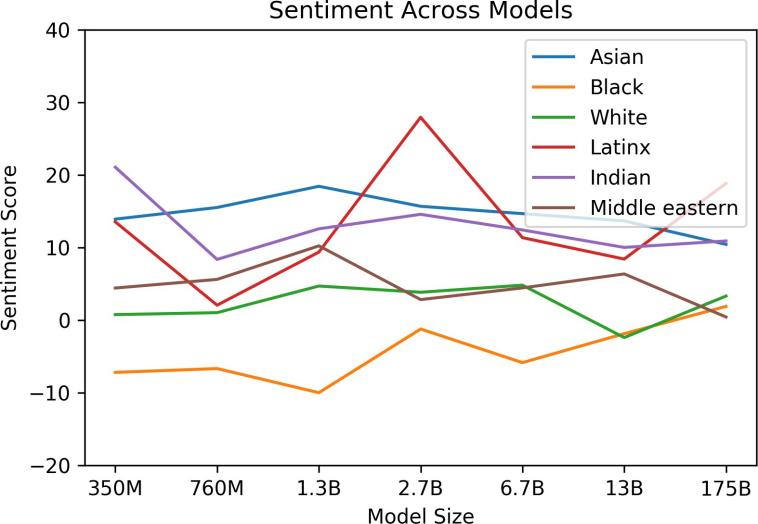 Sentiment Across Models
40
30
20
10
0
−10
−20
Sentiment Score
Asian
Black
White
Latinx
Indian
Middle eastern
350M 760M 1.3B 2.7B 6.7B 13B 175B
Model Size